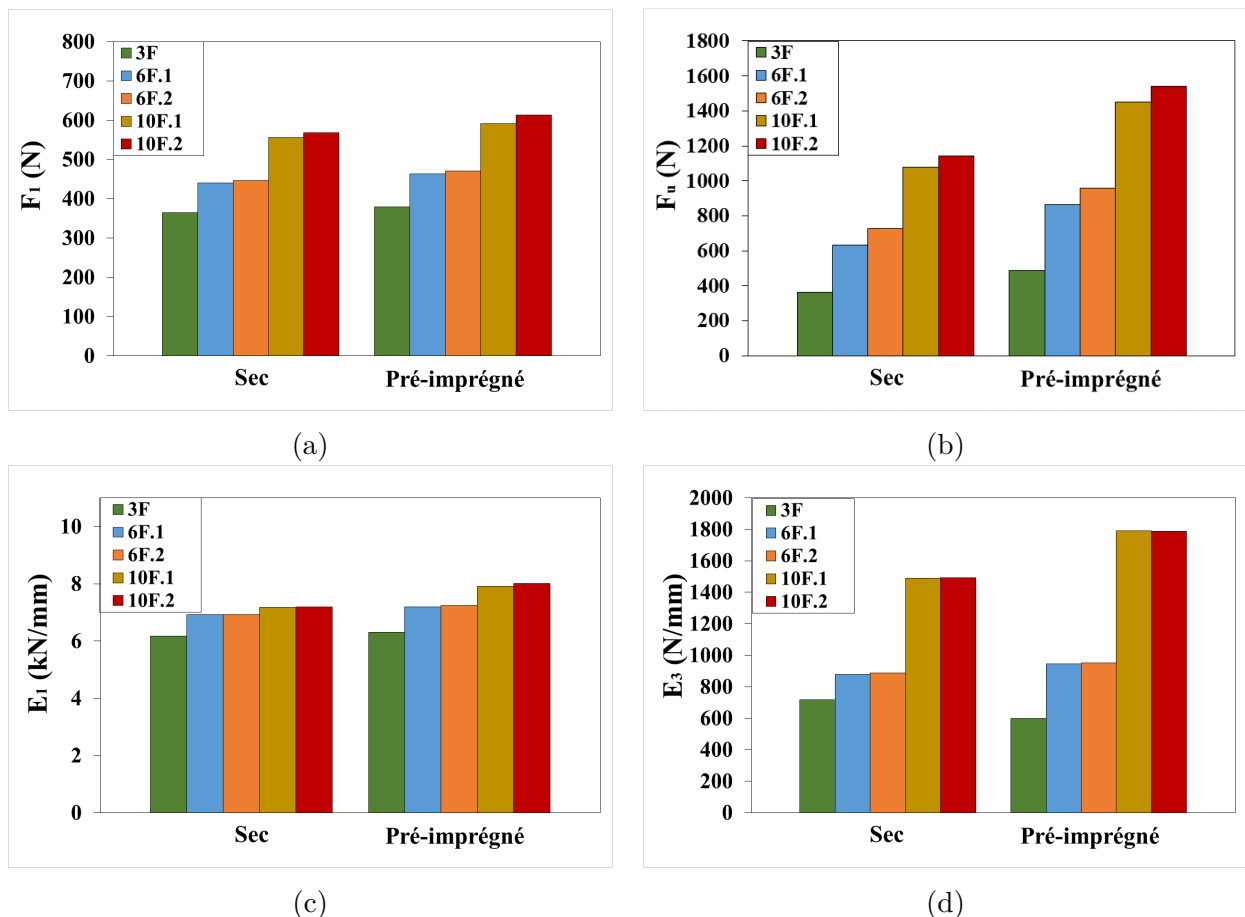 F₁ (N)
800
700
600
500
400
300
200
100
0
3F
6F.1
6F.2
10F.1
10F.2
Sec Pré-imprégné
(a)
Fᵤ (N)
1800
1600
1400
1200
1000
800
600
400
200
0
3F
6F.1
6F.2
10F.1
10F.2
Sec Pré-imprégné
(b)
E₁ (kN/mm)
10
8
6
4
2
0
3F
6F.1
6F.2
10F.1
10F.2
Sec Pré-imprégné
(c)
E₃ (N/mm)
2000
1800
1600
1400
1200
1000
800
600
400
200
0
3F
6F.1
6F.2
10F.1
10F.2
Sec Pré-imprégné
(d)